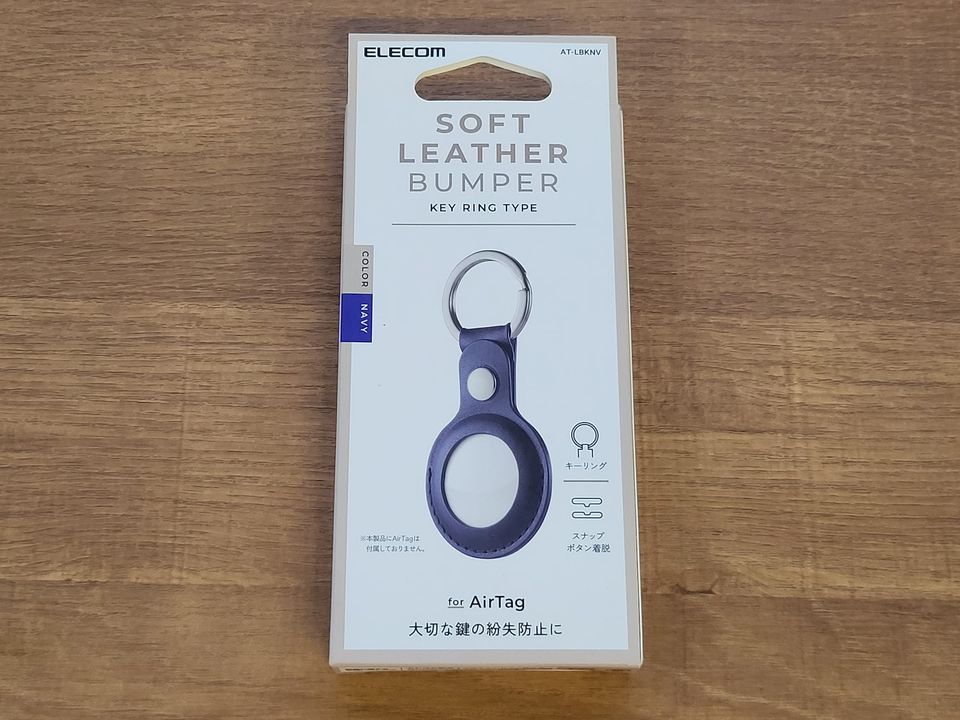 ELECOM
AT-LBKNV
SOFT
LEATHER
BUMPER
KEY RING TYPE
COLOR
NAVY
キーリング
スナップ
ボタン着脱
※本製品にAirTagは
付属しておりません。
for AirTag
大切な鍵の紛失防止に